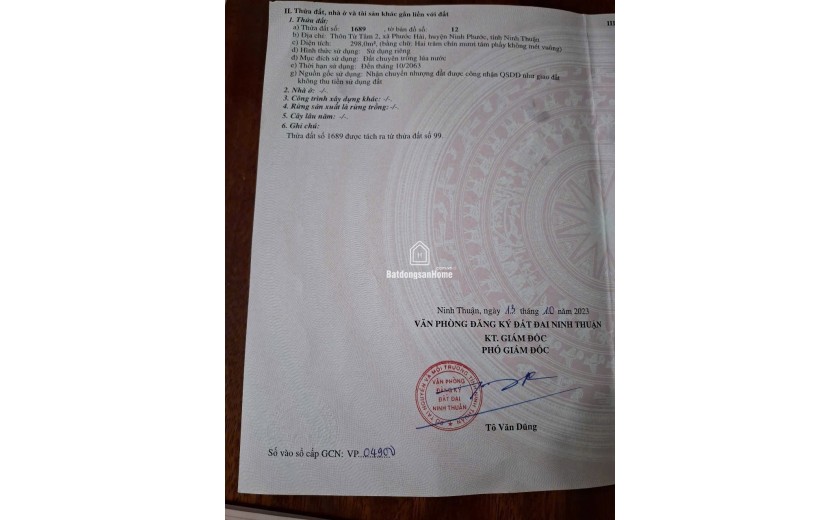 II. Thửa đất, nhà ở và tài sản khác gắn liền với đất
III
1. Thửa đất:
a) Thửa đất số: 1689 , tờ bản đồ số: 12
b) Địa chỉ: Thôn Từ Tâm 2, xã Phước Hải, huyện Ninh Phước, tỉnh Ninh Thuận
c) Diện tích: 298,0m², (bằng chữ: Hai trăm chín mươi tám phẩy không mét vuông)
d) Hình thức sử dụng: Sử dụng riêng
đ) Mục đích sử dụng: Đất chuyên trồng lúa nước
e) Thời hạn sử dụng: Đến tháng 10/2063
g) Nguồn gốc sử dụng: Nhận chuyển nhượng đất được công nhận QSDĐ như giao đất
không thu tiền sử dụng đất
2. Nhà ở: -/-.
3. Công trình xây dựng khác: -/-.
4. Rừng sản xuất là rừng trồng: -/-.
5. Cây lâu năm: -/-.
6. Ghi chú:
Thửa đất số 1689 được tách ra từ thửa đất số 99.
BatdongsanHome
Ninh Thuận, ngày 13 tháng 10 năm 2023
VĂN PHÒNG ĐĂNG KÝ ĐẤT ĐAI NINH THUẬN
KT. GIÁM ĐỐC
PHÓ GIÁM ĐỐC
VĂN PHÒNG
ĐĂNG KÝ
ĐẤT ĐAI
NINH THUẬN
Tô Văn Dũng
Số vào sổ cấp GCN: VP 04900